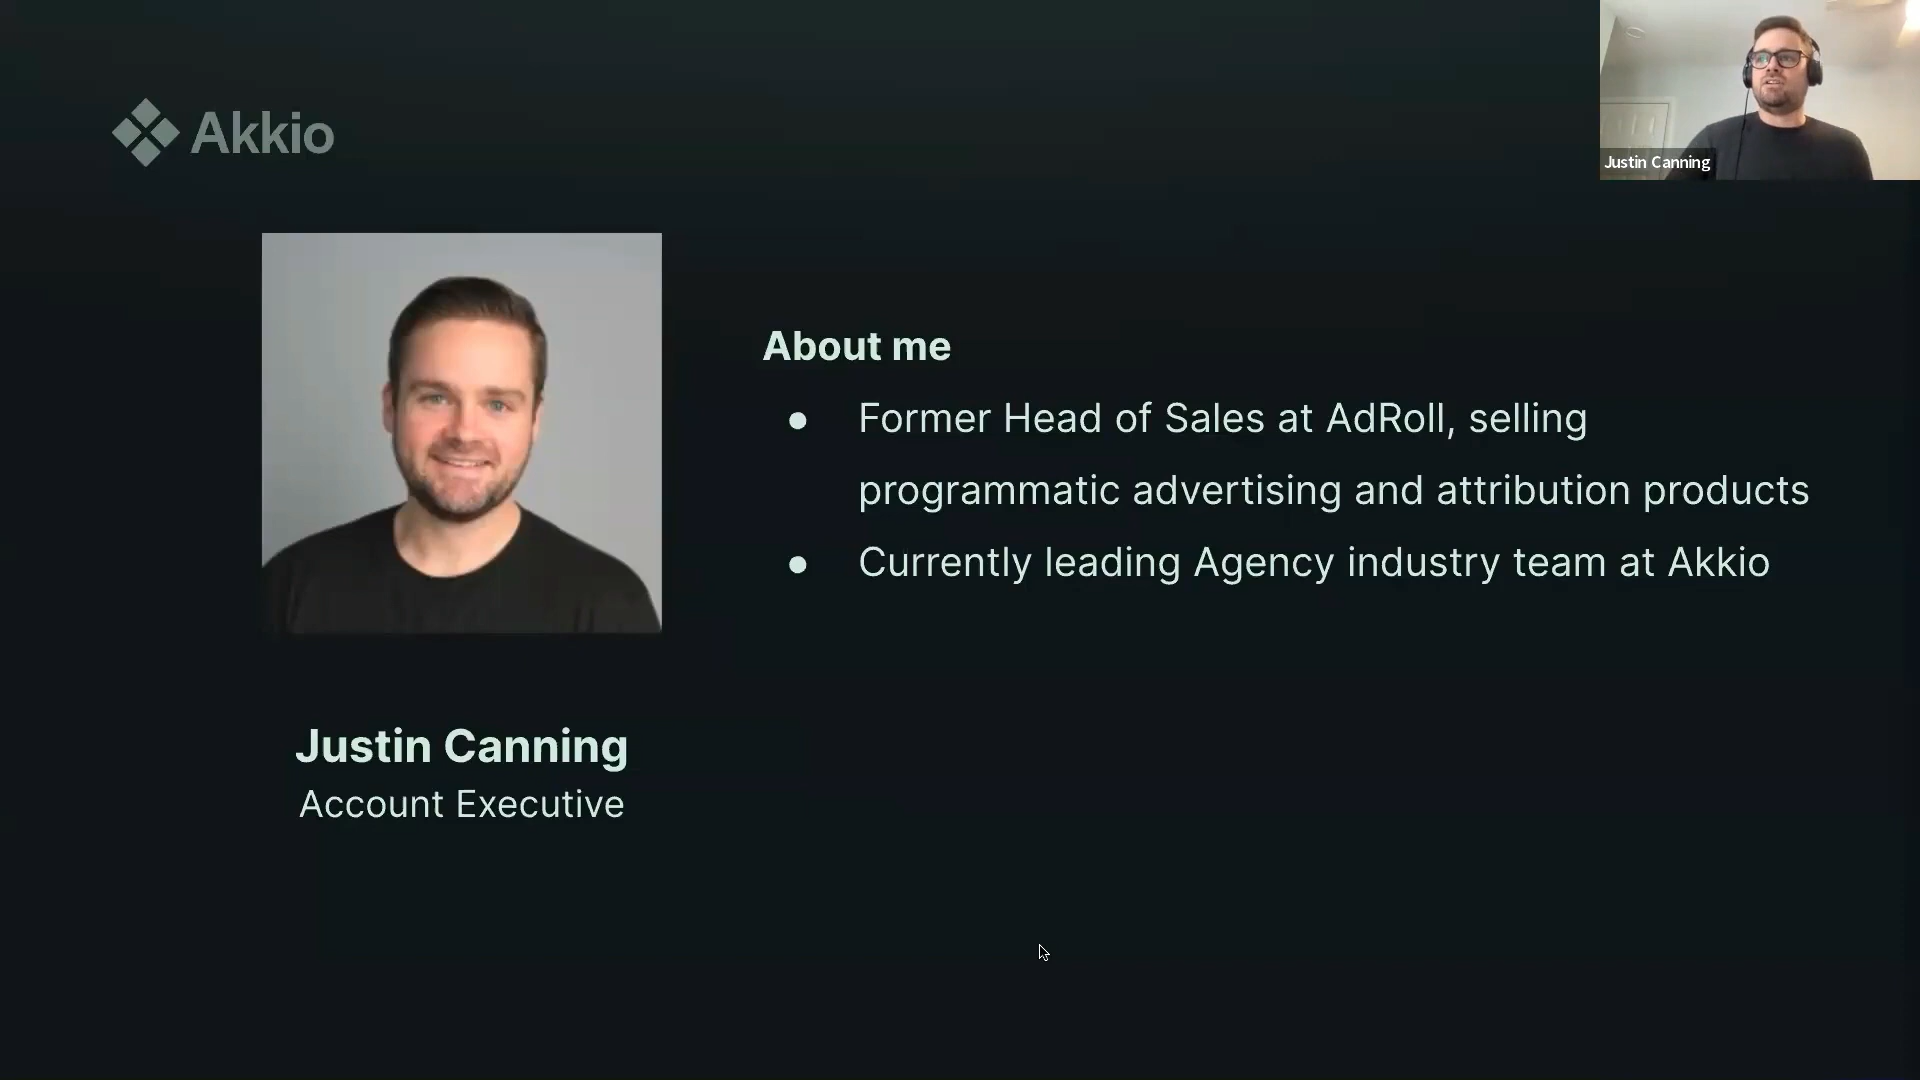 Akkio
Justin Canning
About me
● Former Head of Sales at AdRoll, selling
programmatic advertising and attribution products
● Currently leading Agency industry team at Akkio
Justin Canning
Account Executive